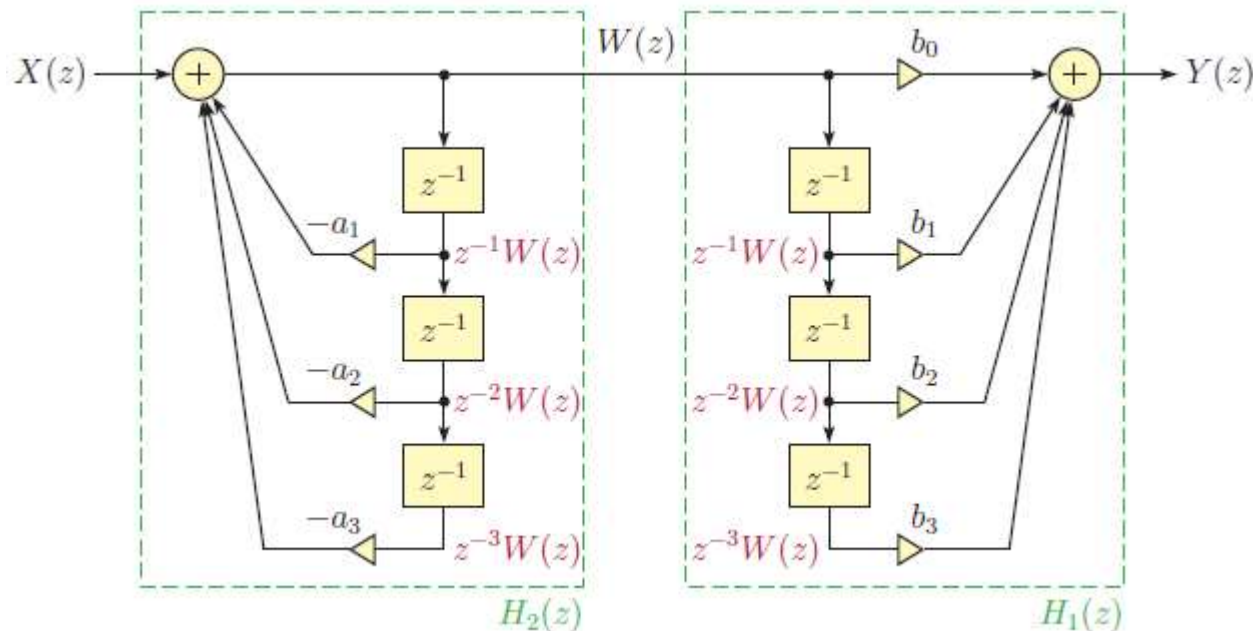 W(z) b₀
X(z) + + Y(z)
z⁻¹ z⁻¹
−a₁ z⁻¹W(z) z⁻¹W(z) b₁
z⁻¹ z⁻¹
−a₂ z⁻²W(z) z⁻²W(z) b₂
z⁻¹ z⁻¹
−a₃ z⁻³W(z) z⁻³W(z) b₃
H₂(z) H₁(z)